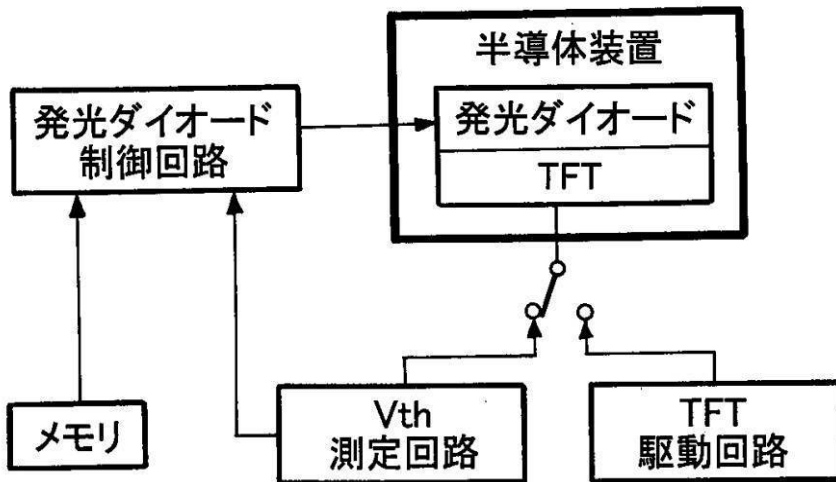 半導体装置
発光ダイオード
制御回路
発光ダイオード
TFT
メモリ
Vth
測定回路
TFT
駆動回路